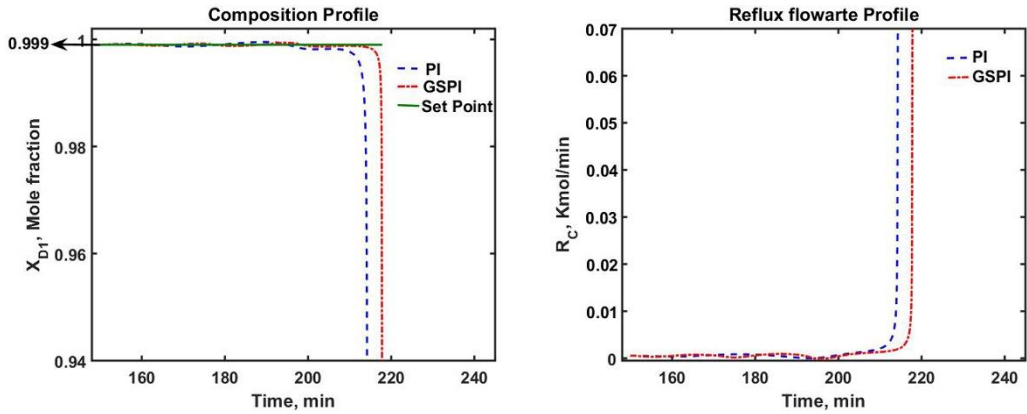 Composition Profile
1
0.999
0.98
0.96
0.94
X_D1, Mole fraction
PI
GSPI
Set Point
160 180 200 220 240
Time, min
Reflux flowarte Profile
0.07
0.06
0.05
0.04
0.03
0.02
0.01
0
R_C, Kmol/min
PI
GSPI
160 180 200 220 240
Time, min